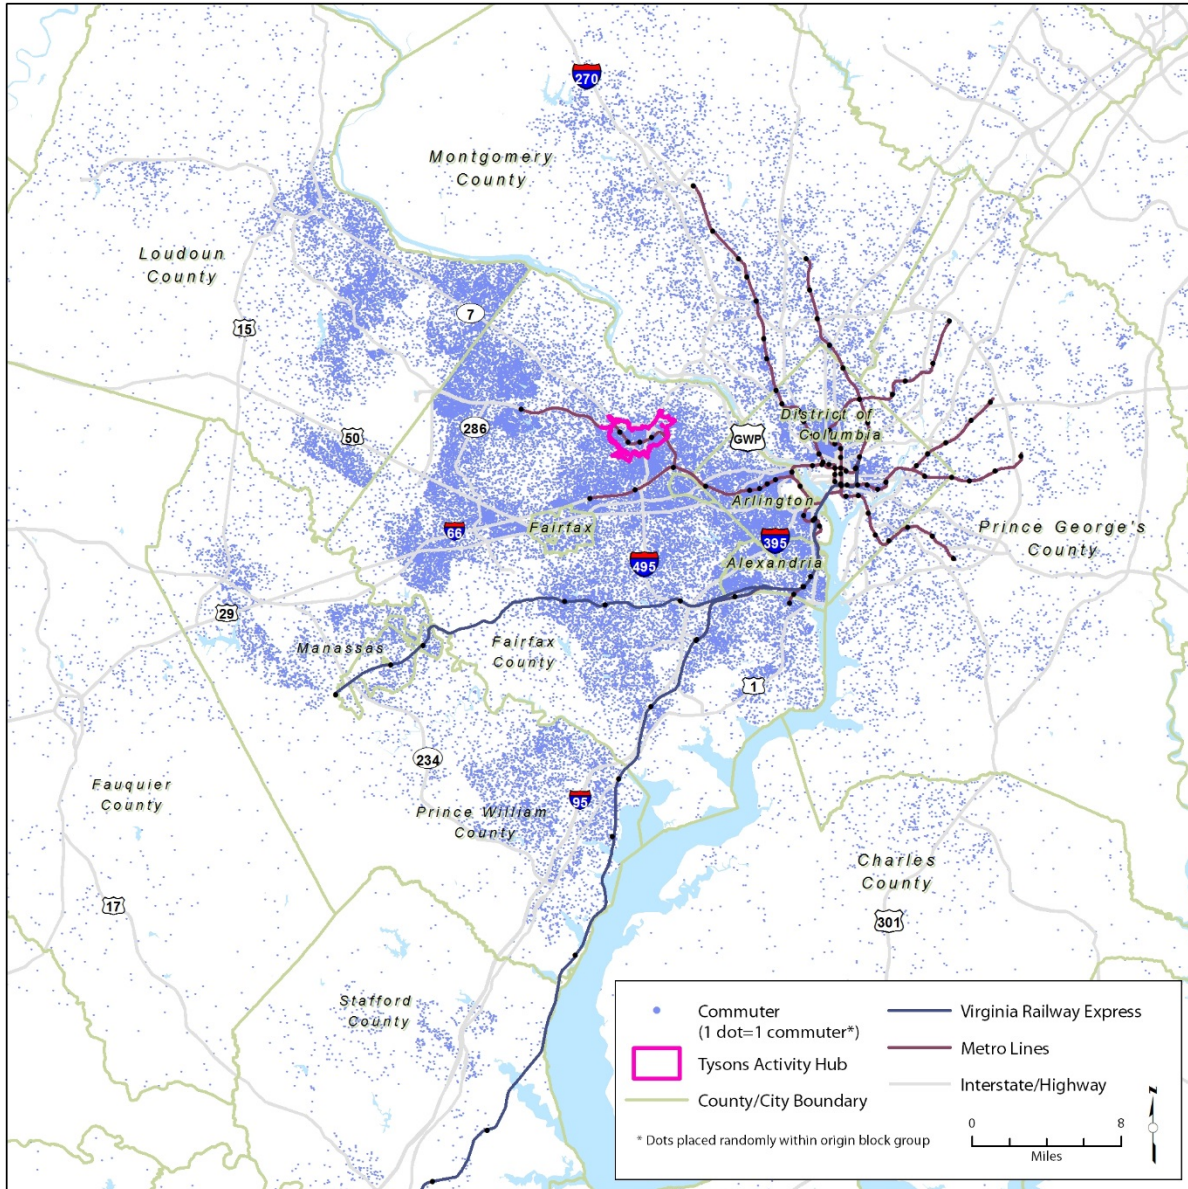 270
Montgomery
County
Loudoun
County
7
15
District of
Columbia
286
50
GWP
Arlington
Fairfax
66
395
Prince George's
County
495
Alexandria
29
Manassas
Fairfax
County
1
234
Fauquier
County
95
Prince William
County
Charles
County
17
301
Stafford
County
Commuter
(1 dot=1 commuter*)
Tysons Activity Hub
County/City Boundary
* Dots placed randomly within origin block group
Virginia Railway Express
Metro Lines
Interstate/Highway
0 8
Miles
N